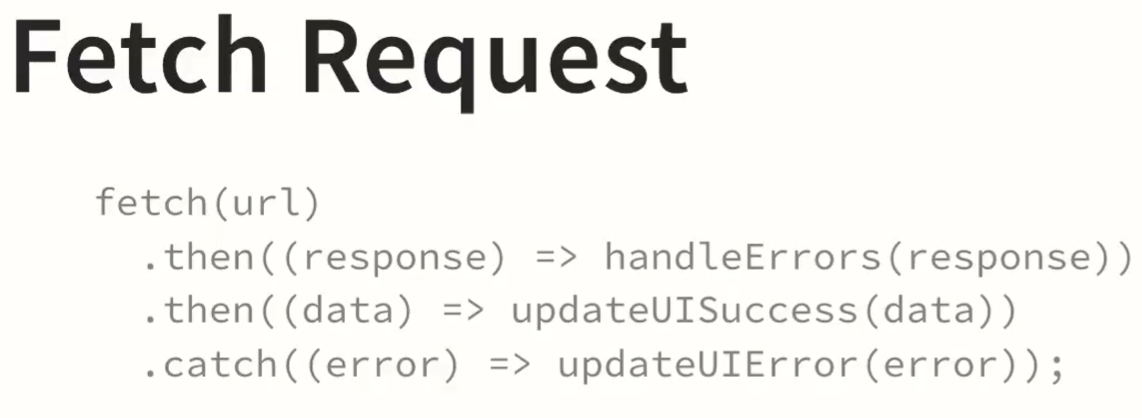 Fetch Request
fetch(url)
.then((response) => handleErrors(response))
.then((data) => updateUISuccess(data))
.catch((error) => updateUIError(error));